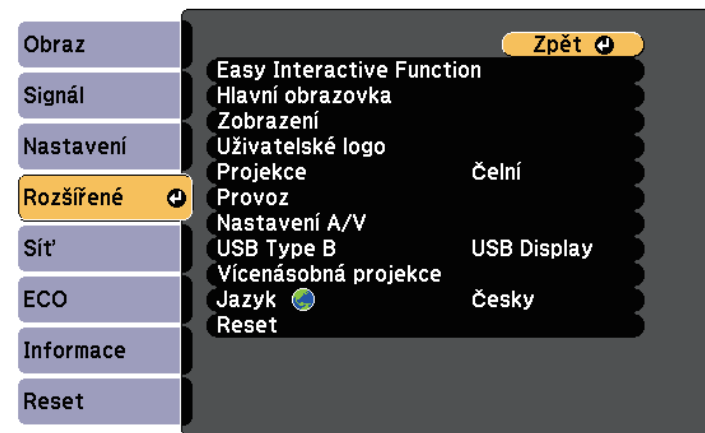 Obraz
Signál
Nastavení
Rozšířené
Síť
ECO
Informace
Reset
Zpět
Easy Interactive Function
Hlavní obrazovka
Zobrazení
Uživatelské logo
Projekce Čelní
Provoz
Nastavení A/V
USB Type B USB Display
Vícenásobná projekce
Jazyk Česky
Reset